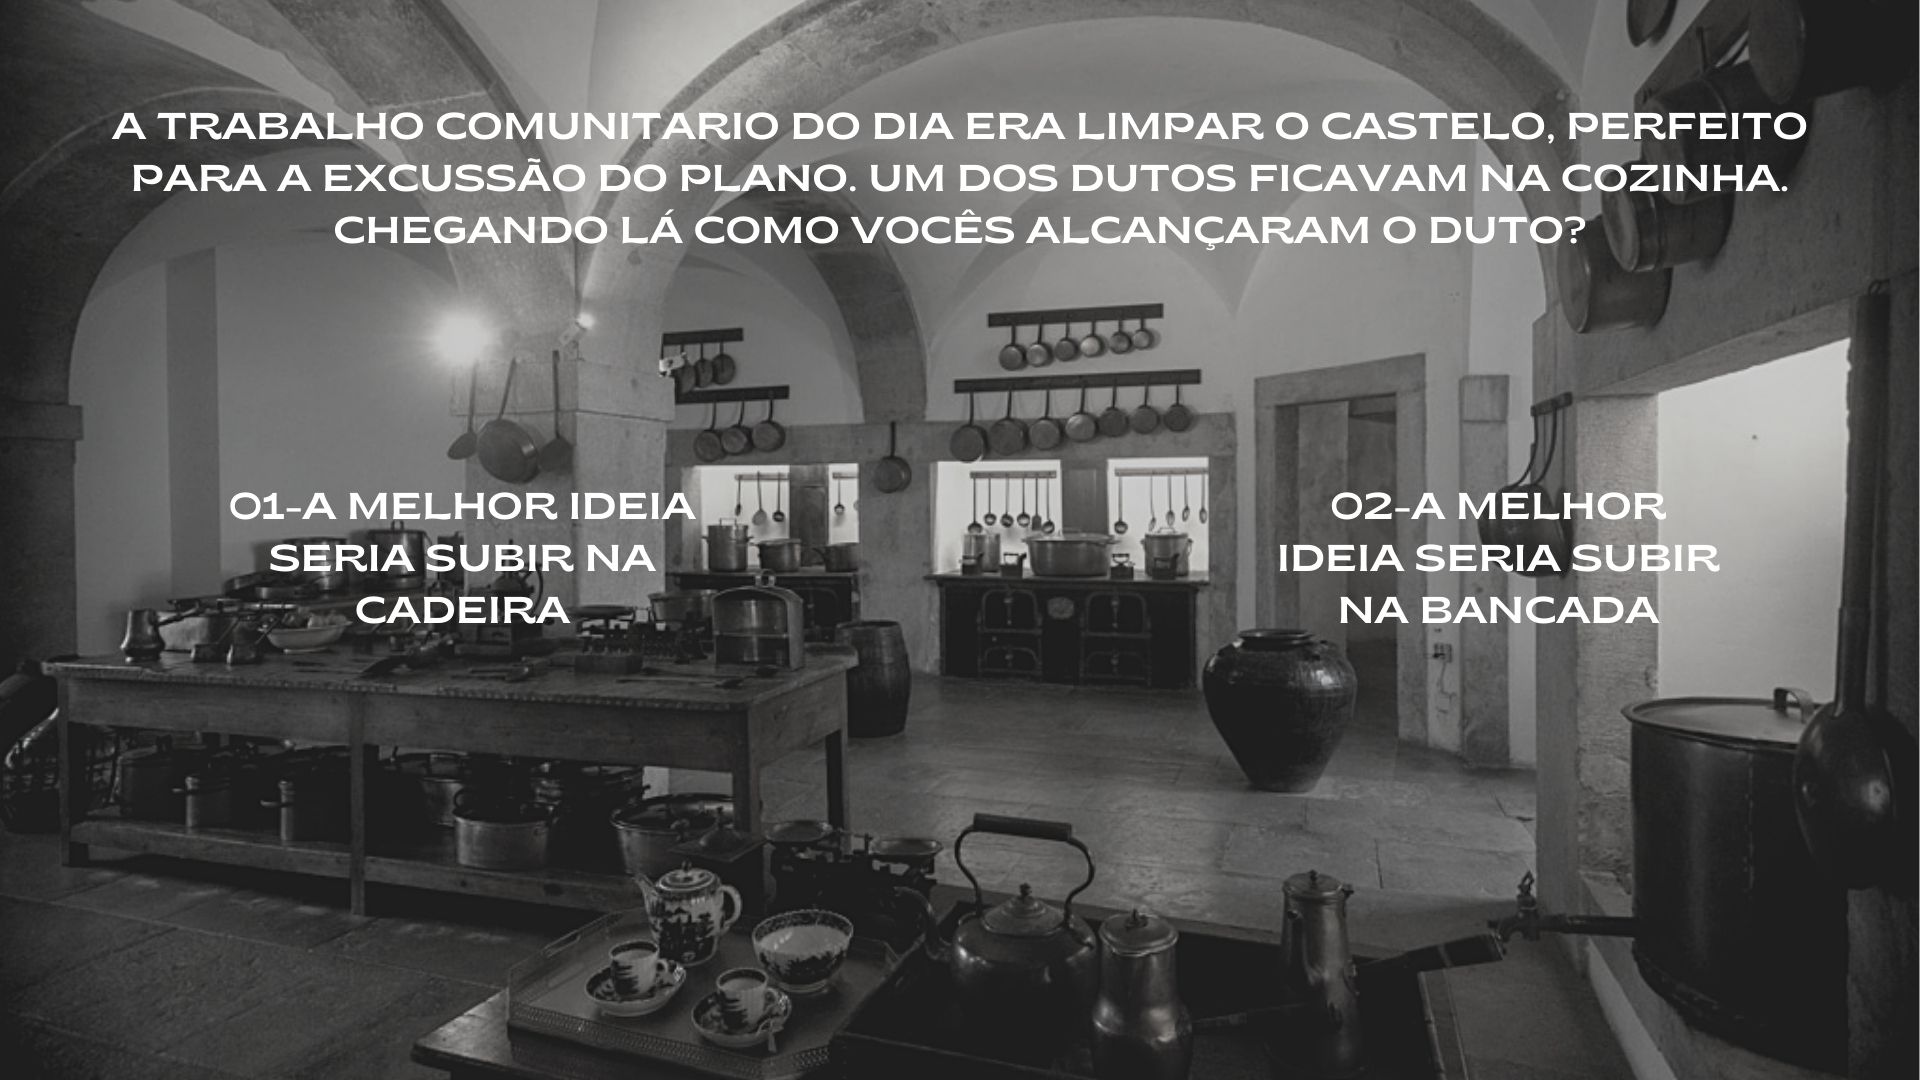 A TRABALHO COMUNITARIO DO DIA ERA LIMPAR O CASTELO, PERFEITO
PARA A EXCUSSÃO DO PLANO. UM DOS DUTOS FICAVAM NA COZINHA.
CHEGANDO LÁ COMO VOCÊS ALCANÇARAM O DUTO?
01-A MELHOR IDEIA
SERIA SUBIR NA
CADEIRA
02-A MELHOR
IDEIA SERIA SUBIR
NA BANCADA